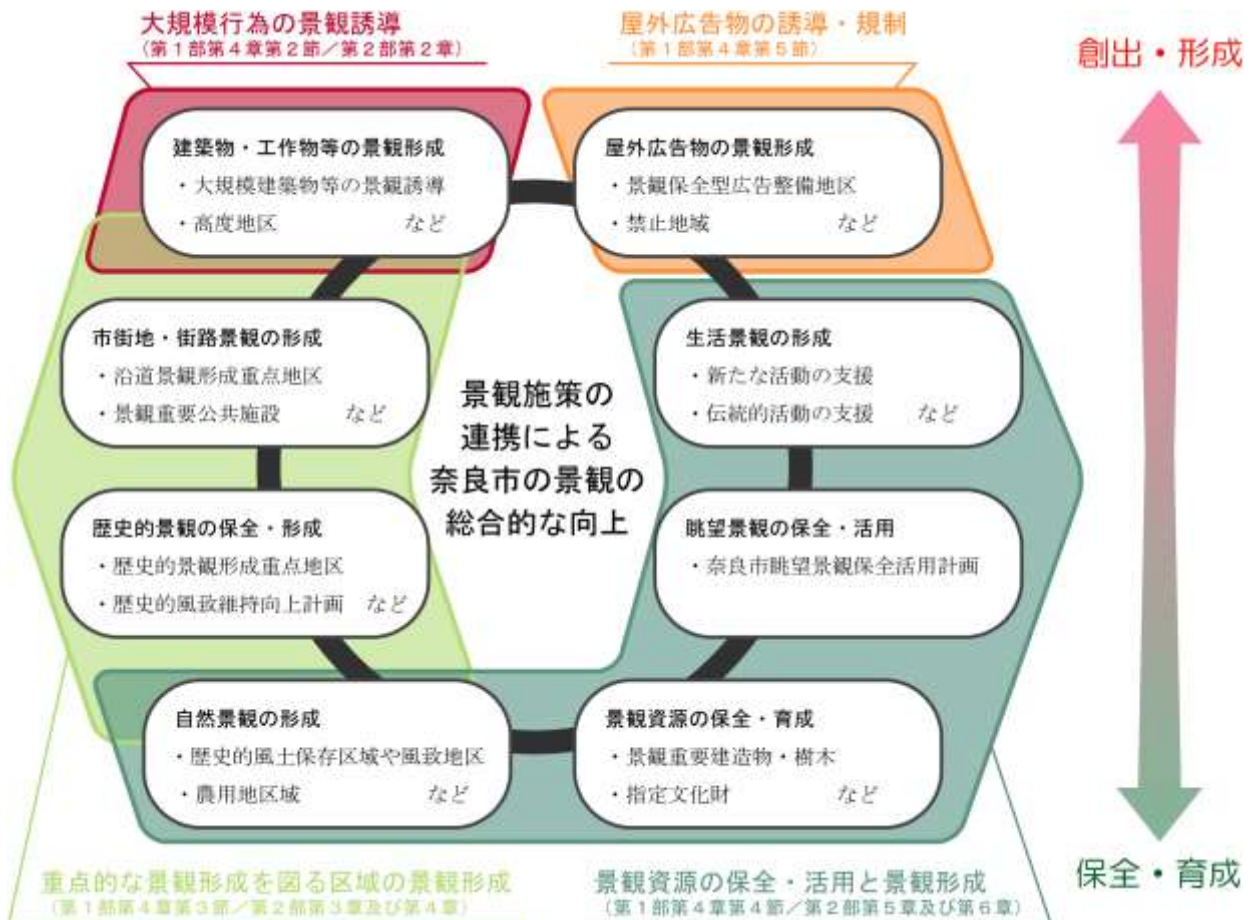 大規模行為の景観誘導
(第1部第4章第2節／第2部第2章)
屋外広告物の誘導・規制
(第1部第4章第5節)
創出・形成
建築物・工作物等の景観形成
・大規模建築物等の景観誘導
・高度地区 など
屋外広告物の景観形成
・景観保全型広告整備地区
・禁止地域 など
市街地・街路景観の形成
・沿道景観形成重点地区
・景観重要公共施設 など
生活景観の形成
・新たな活動の支援
・伝統的活動の支援 など
景観施策の
連携による
奈良市の景観の
総合的な向上
歴史的景観の保全・形成
・歴史的景観形成重点地区
・歴史的風致維持向上計画 など
眺望景観の保全・活用
・奈良市眺望景観保全活用計画
自然景観の形成
・歴史的風土保存区域や風致地区
・農用地区域 など
景観資源の保全・育成
・景観重要建造物・樹木
・指定文化財 など
重点的な景観形成を図る区域の景観形成
(第1部第4章第3節／第2部第3章及び第4章)
景観資源の保全・活用と景観形成
(第1部第4章第4節／第2部第5章及び第6章)
保全・育成